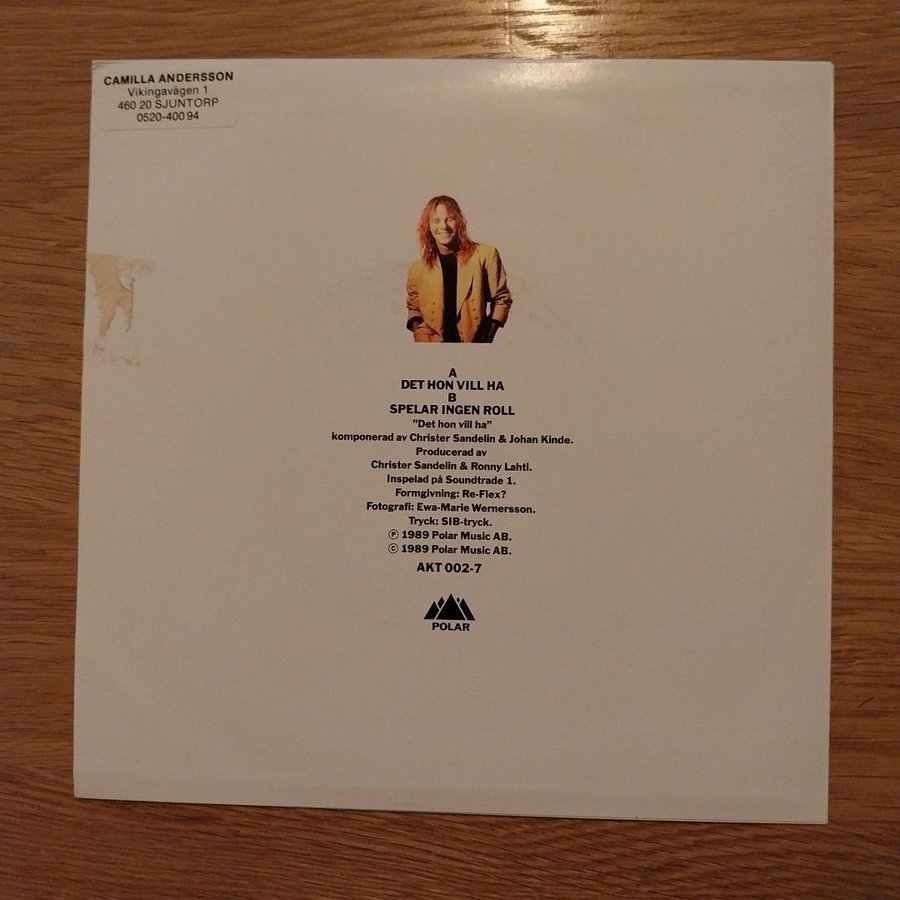 CAMILLA ANDERSSON
Vikingavägen 1
460 20 SJUNTORP
0520-400 94
A
DET HON VILL HA
B
SPELAR INGEN ROLL
"Det hon vill ha"
komponerad av Christer Sandelin & Johan Kinde.
Producerad av
Christer Sandelin & Ronny Lahti.
Inspelad på Soundtrade 1.
Formgivning: Re-Flex?
Fotografi: Ewa-Marie Wernersson.
Tryck: SIB-tryck.
℗ 1989 Polar Music AB.
© 1989 Polar Music AB.
AKT 002-7
POLAR